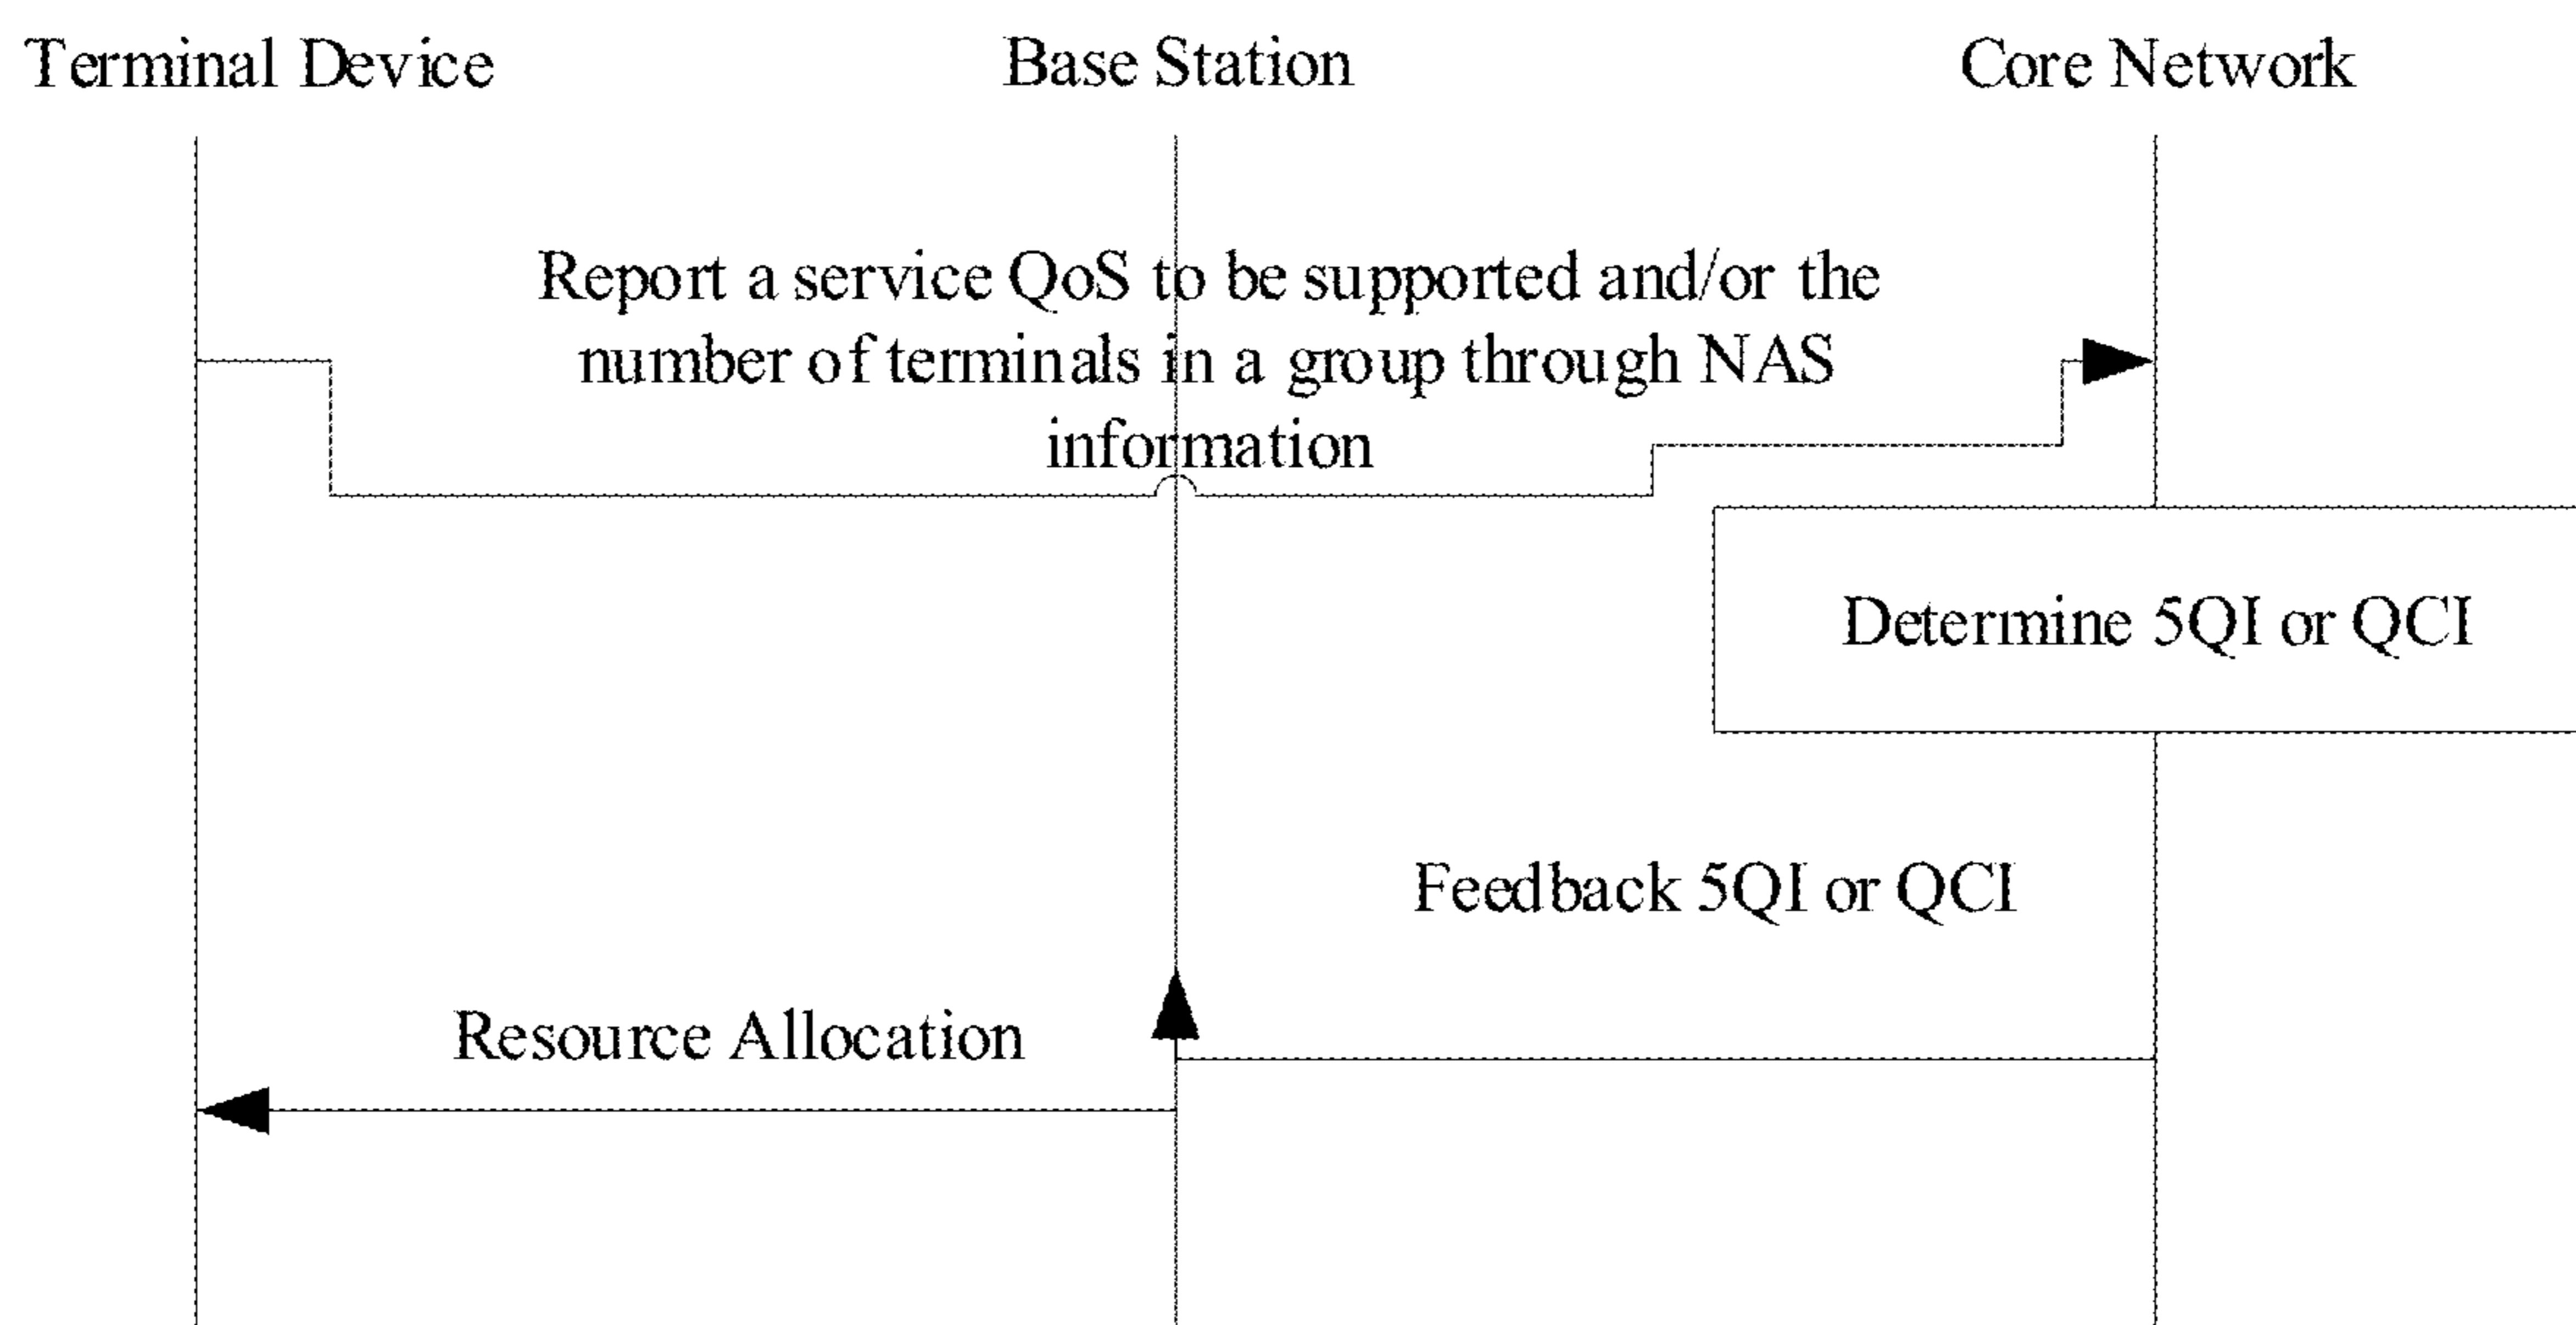 Terminal Device
Base Station
Core Network
Report a service QoS to be supported and/or the
number of terminals in a group through NAS
information
Determine 5QI or QCI
Feedback 5QI or QCI
Resource Allocation